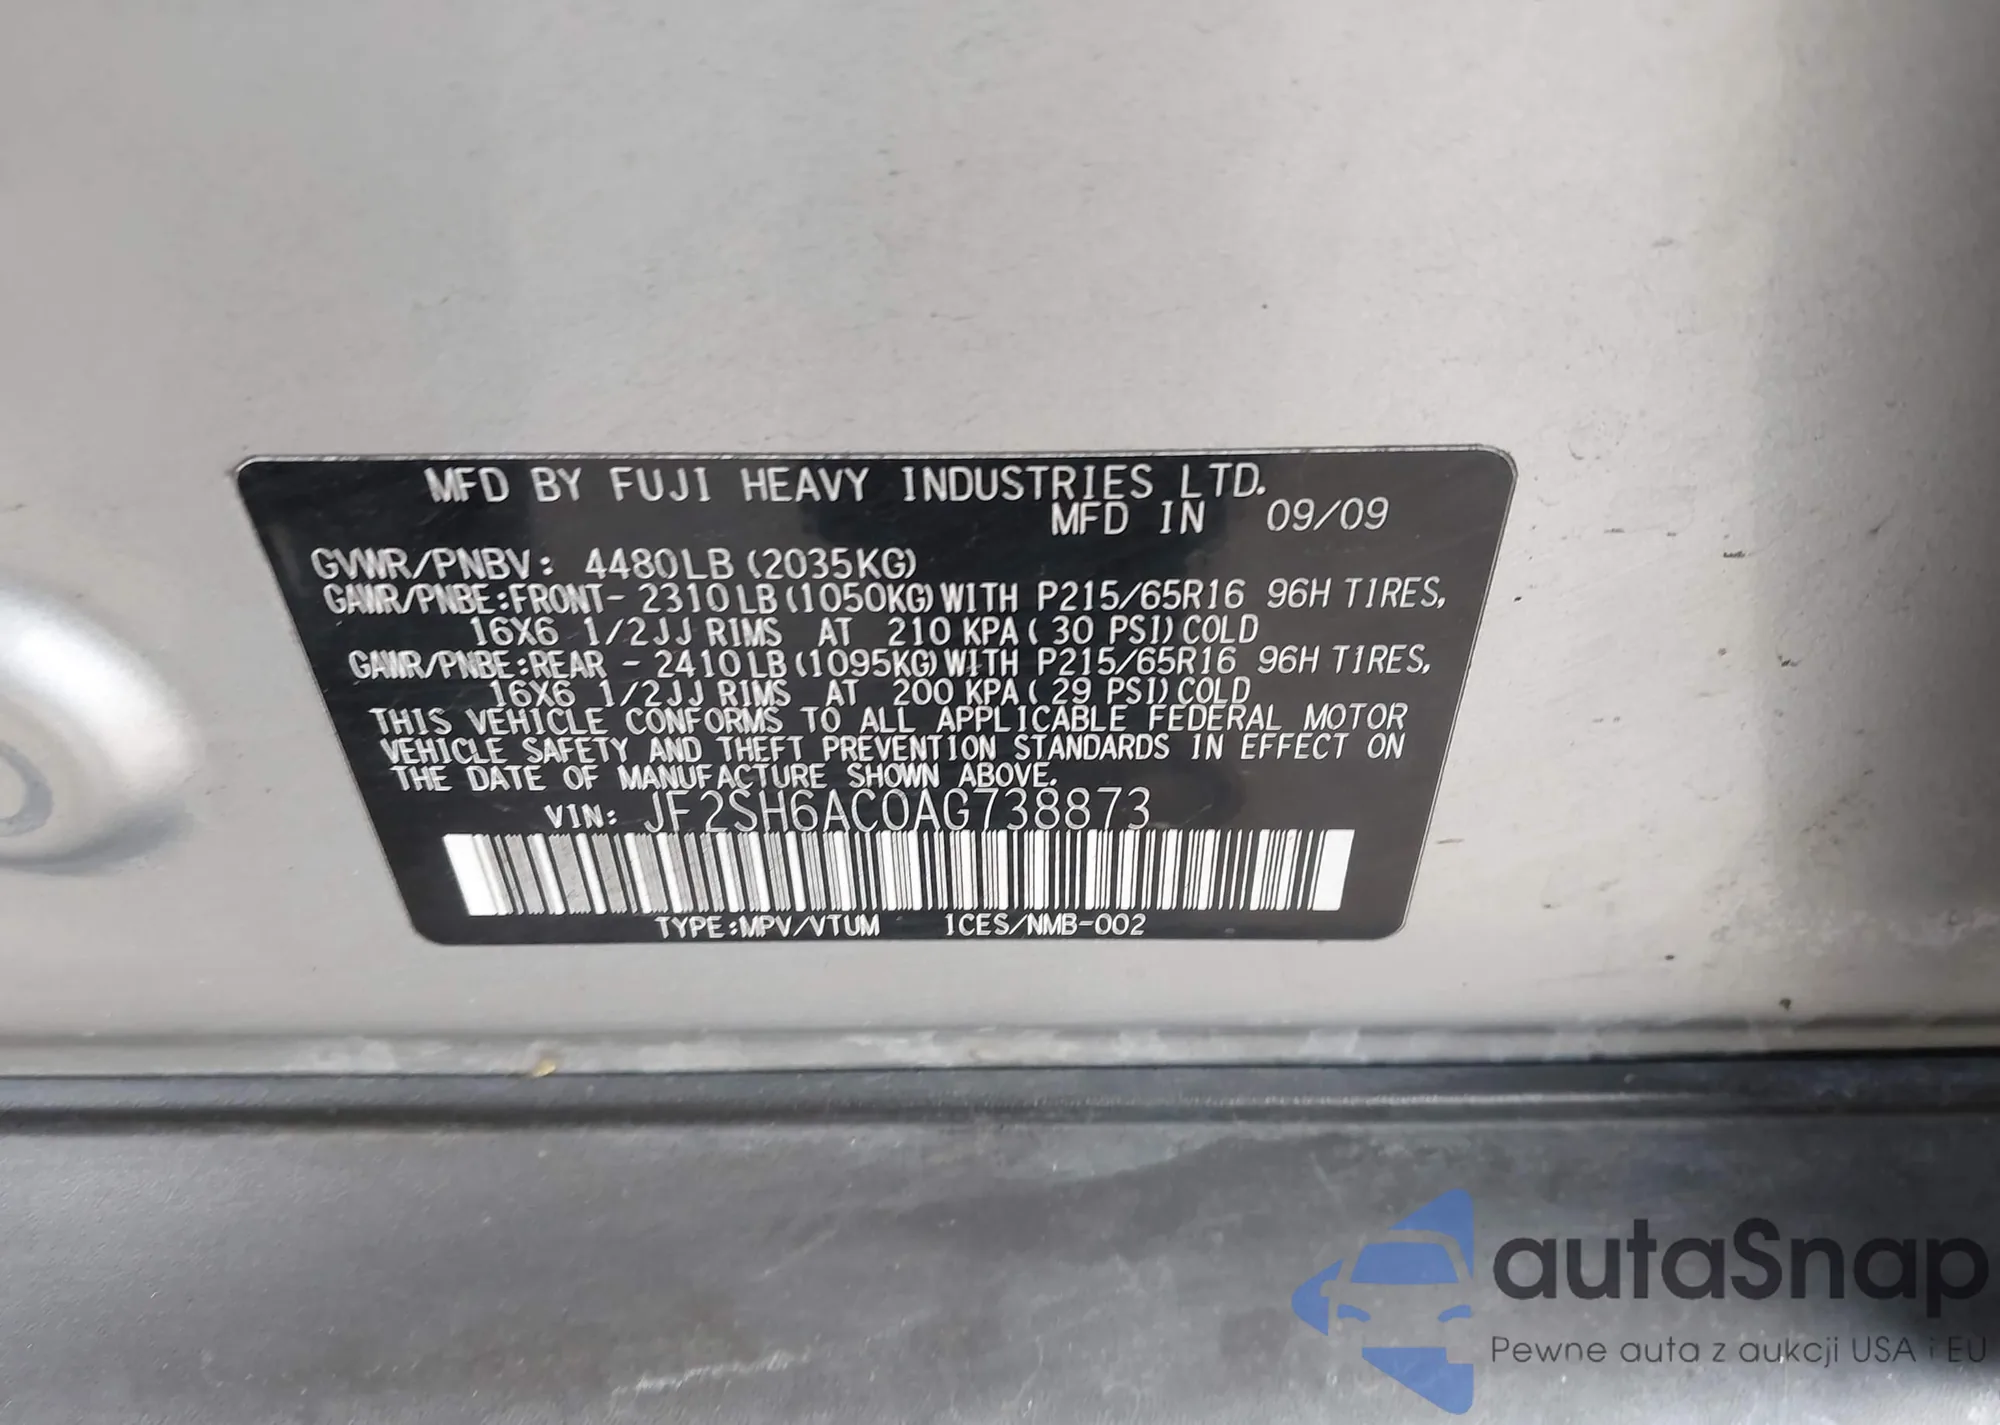 MFD BY FUJI HEAVY INDUSTRIES LTD.
MFD IN 09/09
GVWR/PNBV: 4480LB (2035KG)
GAWR/PNBE:FRONT- 2310LB (1050KG) WITH P215/65R16 96H TIRES,
16X6 1/2JJ RIMS AT 210 KPA ( 30 PSI) COLD
GAWR/PNBE:REAR - 2410LB (1095KG) WITH P215/65R16 96H TIRES,
16X6 1/2JJ RIMS AT 200 KPA ( 29 PSI) COLD
THIS VEHICLE CONFORMS TO ALL APPLICABLE FEDERAL MOTOR
VEHICLE SAFETY AND THEFT PREVENTION STANDARDS IN EFFECT ON
THE DATE OF MANUFACTURE SHOWN ABOVE.
VIN: JF2SH6AC0AG738873
TYPE:MPV/VTUM ICES/NMB-002
autaSnap
Pewne auta z aukcji USA i EU